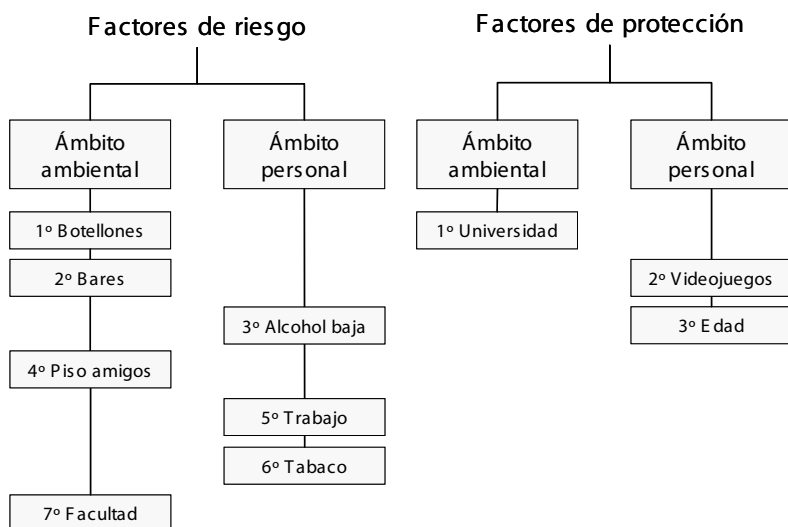 Factores de riesgo
Ámbito
ambiental
1º Botellones
2º Bares
4º Piso amigos
7º Facultad
Ámbito
personal
3º Alcohol baja
5º Trabajo
6º Tabaco
Factores de protección
Ámbito
ambiental
1º Universidad
Ámbito
personal
2º Videojuegos
3º Edad